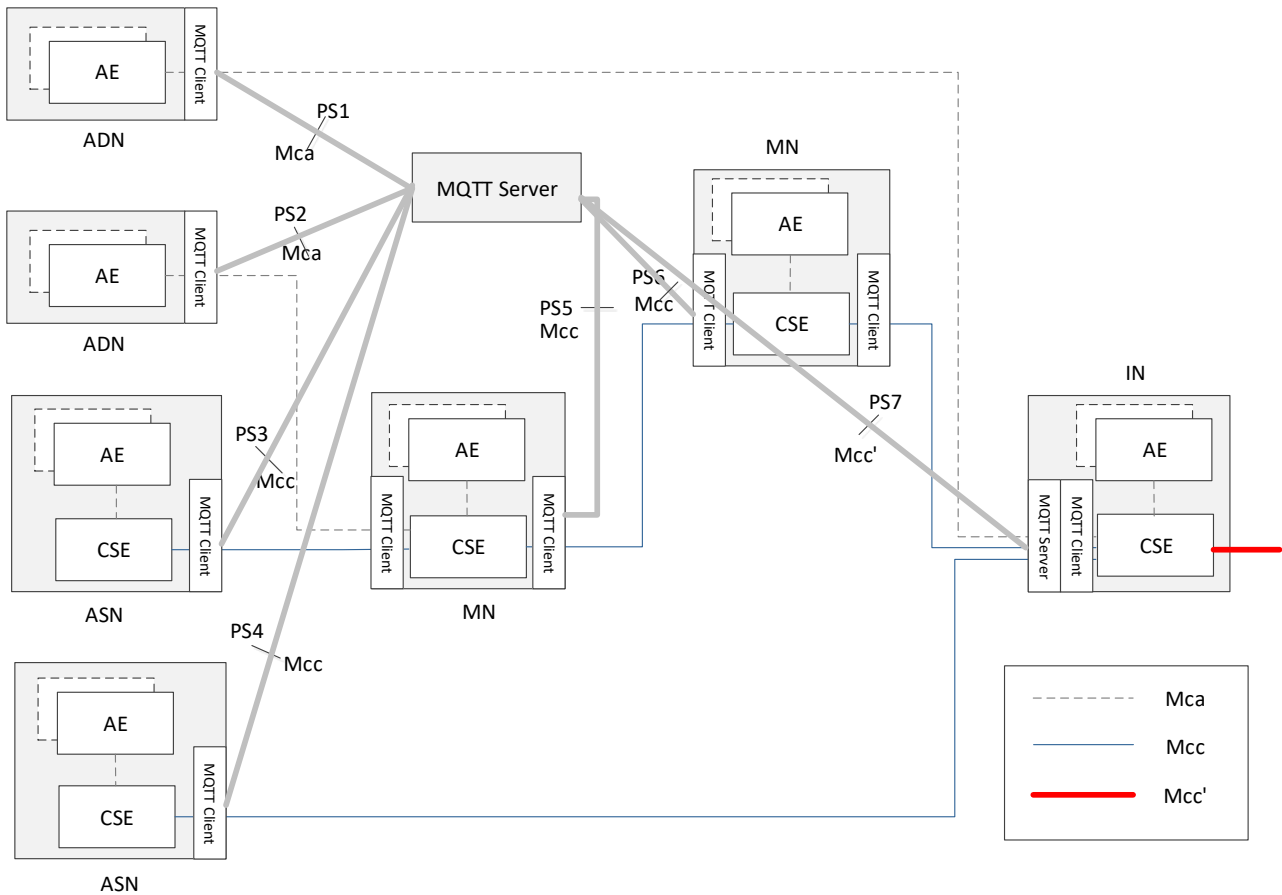 AE
MQTT Client
ADN
PS1
Mca
MQTT Server
MN
AE
MQTT Client
CSE
MQTT Client
AE
MQTT Client
ADN
PS2
Mca
PS5
Mcc
PS6
Mcc
AE
CSE
MQTT Client
ASN
PS3
Mcc
MQTT Client
AE
CSE
MQTT Client
MN
PS7
Mcc'
IN
AE
MQTT Server
MQTT Client
CSE
PS4
Mcc
AE
CSE
MQTT Client
ASN
Mca
Mcc
Mcc'